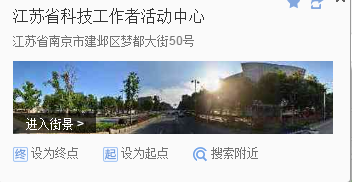 江苏省科技工作者活动中心
江苏省南京市建邺区梦都大街50号
进入街景 >
终 设为终点 起 设为起点 搜索附近